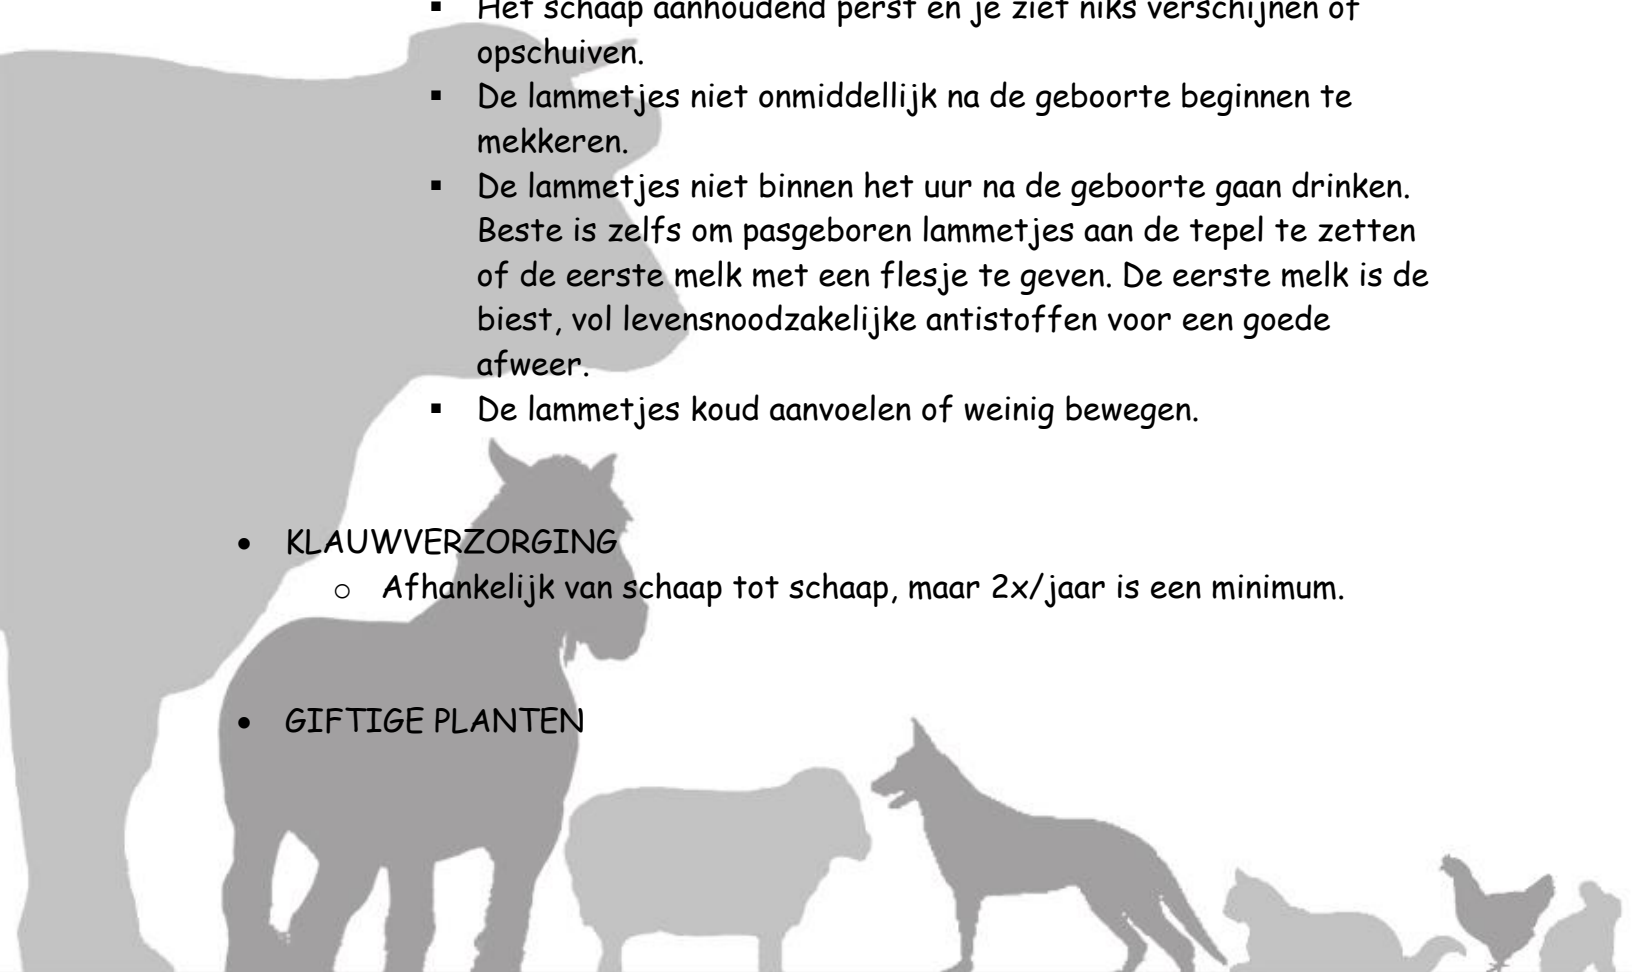 ▪ Het schaap aanhoudend perst en je ziet niks verschijnen of
opschuiven.
▪ De lammetjes niet onmiddellijk na de geboorte beginnen te
mekkeren.
▪ De lammetjes niet binnen het uur na de geboorte gaan drinken.
Beste is zelfs om pasgeboren lammetjes aan de tepel te zetten
of de eerste melk met een flesje te geven. De eerste melk is de
biest, vol levensnoodzakelijke antistoffen voor een goede
afweer.
▪ De lammetjes koud aanvoelen of weinig bewegen.
• KLAUWVERZORGING
o Afhankelijk van schaap tot schaap, maar 2x/jaar is een minimum.
• GIFTIGE PLANTEN